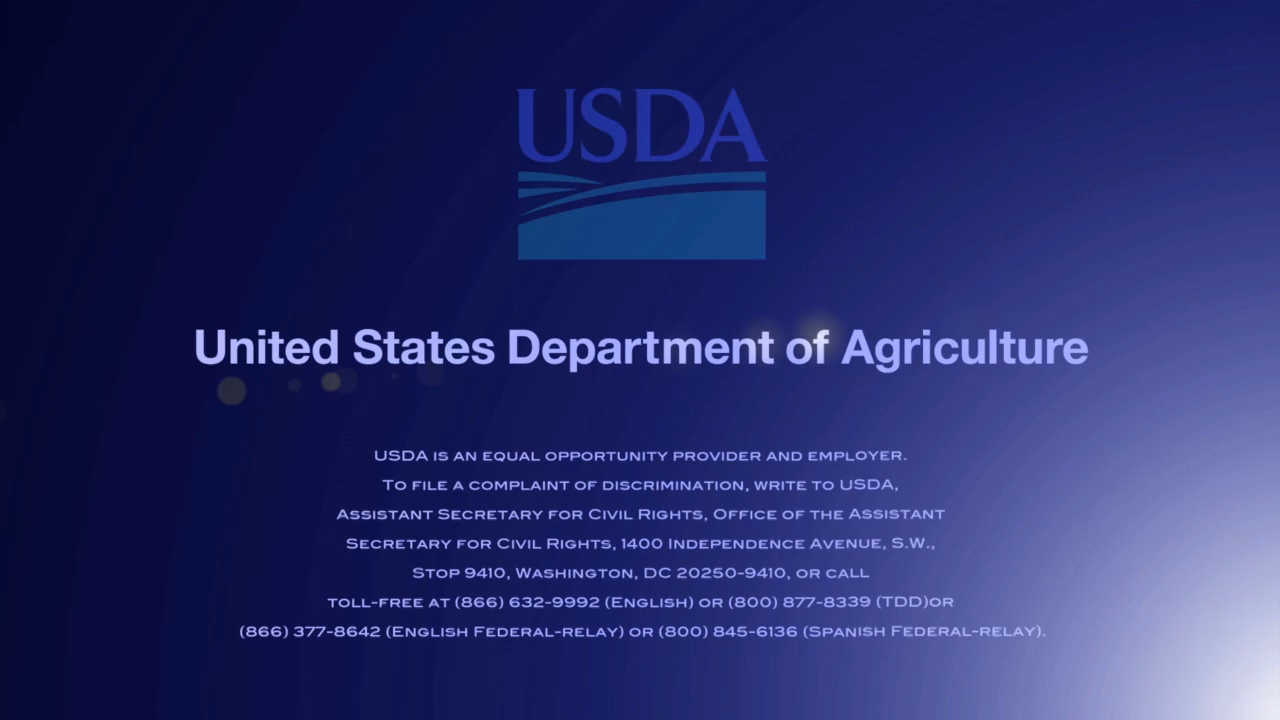 USDA
United States Department of Agriculture
USDA is an equal opportunity provider and employer.
To file a complaint of discrimination, write to USDA,
Assistant Secretary for Civil Rights, Office of the Assistant
Secretary for Civil Rights, 1400 Independence Avenue, S.W.,
Stop 9410, Washington, DC 20250-9410, or call
toll-free at (866) 632-9992 (English) or (800) 877-8339 (TDD)or
(866) 377-8642 (English Federal-relay) or (800) 845-6136 (Spanish Federal-relay).